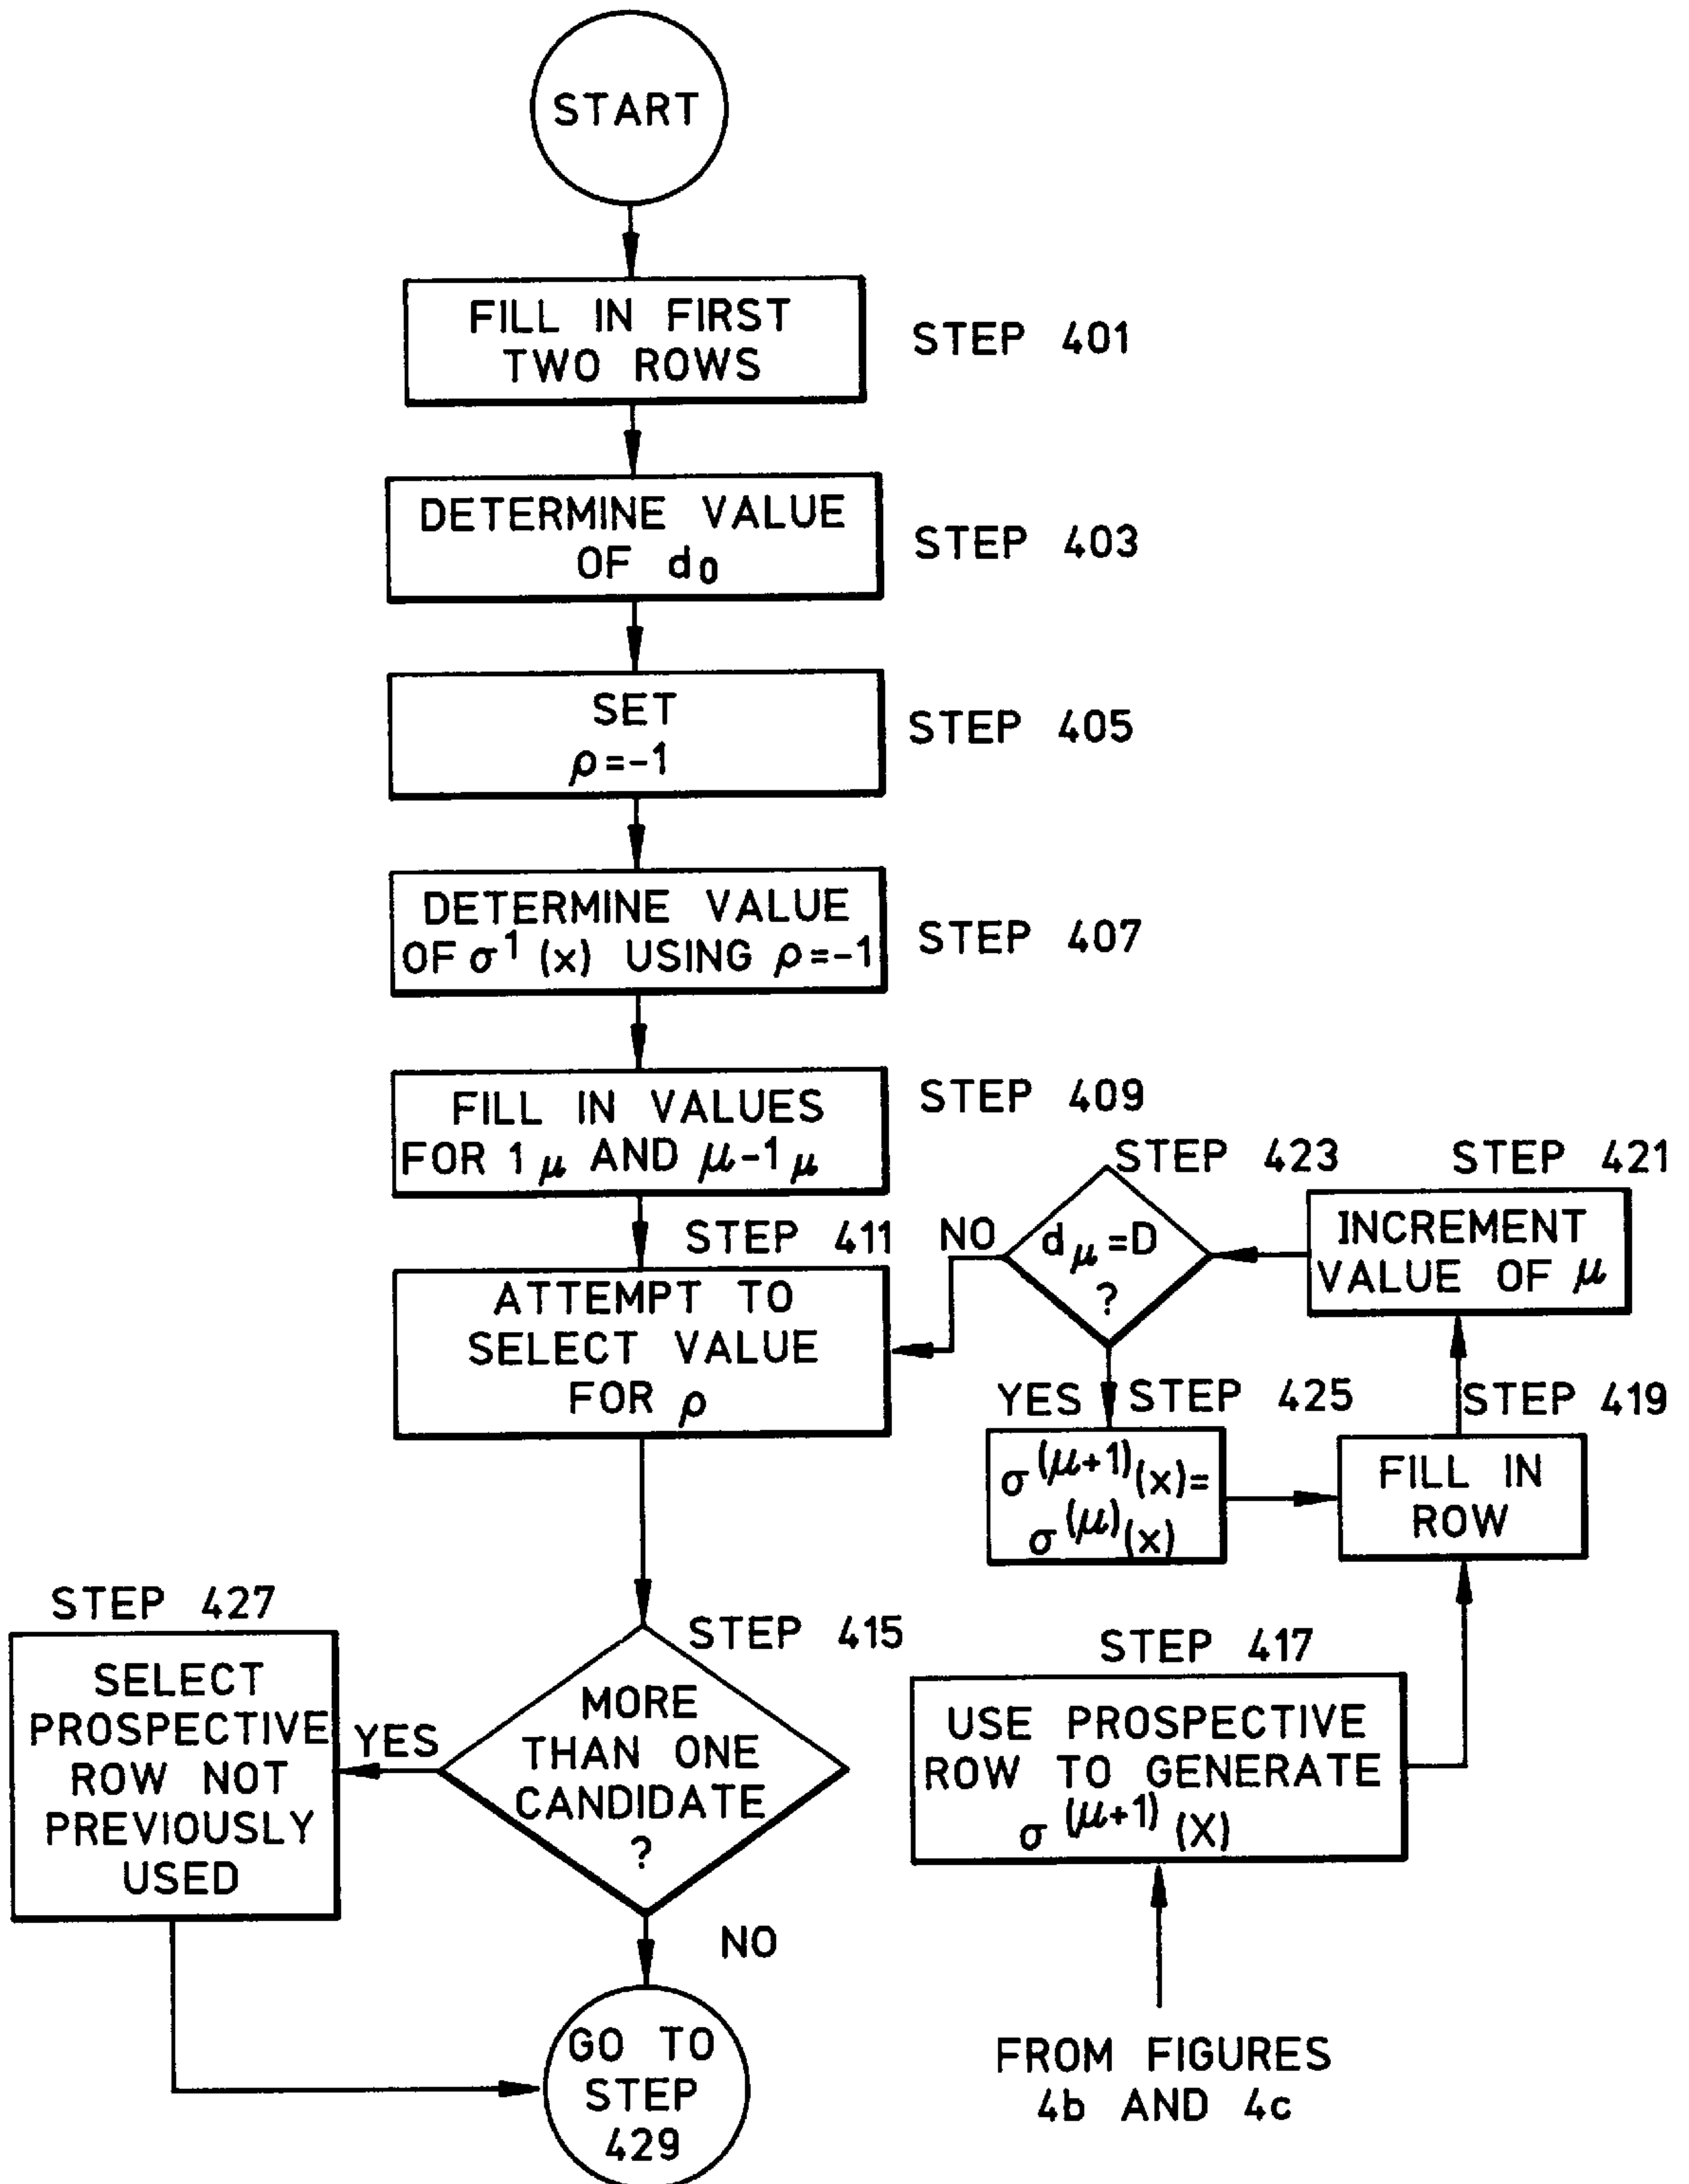 START
FILL IN FIRST
TWO ROWS
STEP 401
DETERMINE VALUE
OF d0
STEP 403
SET
ρ=-1
STEP 405
DETERMINE VALUE
OF σ¹ (x) USING ρ=-1
STEP 407
FILL IN VALUES
FOR 1μ AND μ-1μ
STEP 409
STEP 411
ATTEMPT TO
SELECT VALUE
FOR ρ
NO
STEP 423
dμ=D
?
STEP 421
INCREMENT
VALUE OF μ
YES
STEP 425
σ(μ+1)(x)=
σ(μ)(x)
STEP 419
FILL IN
ROW
STEP 427
SELECT
PROSPECTIVE
ROW NOT
PREVIOUSLY
USED
YES
STEP 415
MORE
THAN ONE
CANDIDATE
?
NO
STEP 417
USE PROSPECTIVE
ROW TO GENERATE
σ(μ+1) (X)
GO TO
STEP
429
FROM FIGURES
4b AND 4c